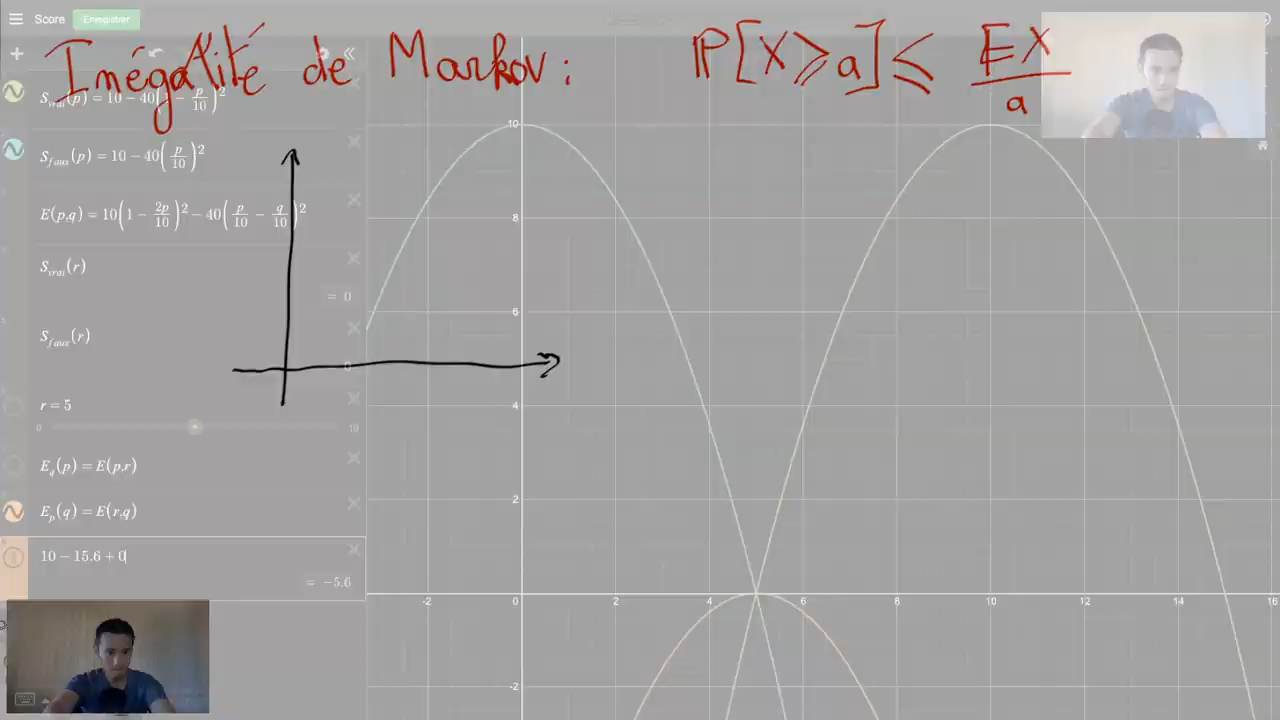 Score Enregistrer
Inégalité de Markov : ℙ[X⩾a] ≤ EX/a
S_vrai(p) = 10 − 40(1 − p/10)^2
S_faux(p) = 10 − 40(p/10)^2
E(p,q) = 10(1 − 2p/10)^2 − 40(p/10 − q/10)^2
S_vrai(r)
= 0
S_faux(r)
r = 5
0 10
E_q(p) = E(p,r)
E_p(q) = E(r,q)
10 − 15.6 + 0
= −5.6
10
8
6
4
2
-2 0 2 4 6 8 10 12 14 16
-2